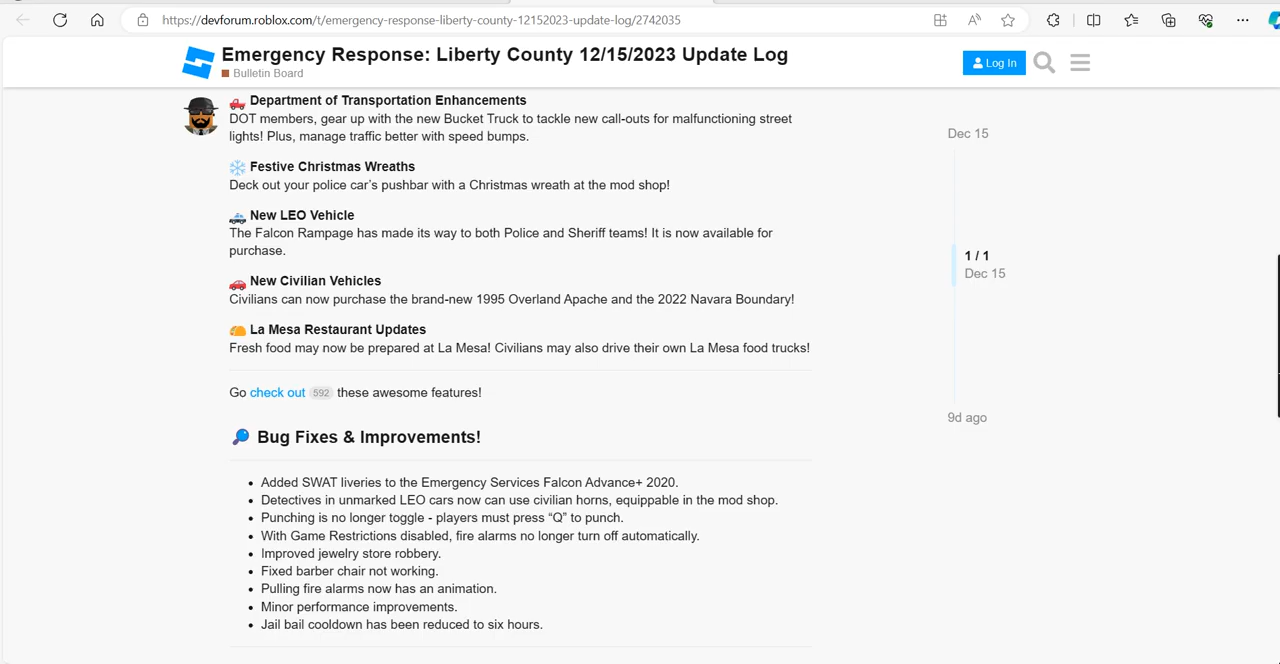 https://devforum.roblox.com/t/emergency-response-liberty-county-12152023-update-log/2742035
Emergency Response: Liberty County 12/15/2023 Update Log
Bulletin Board
Log In
Department of Transportation Enhancements
DOT members, gear up with the new Bucket Truck to tackle new call-outs for malfunctioning street
lights! Plus, manage traffic better with speed bumps.
Festive Christmas Wreaths
Deck out your police car’s pushbar with a Christmas wreath at the mod shop!
New LEO Vehicle
The Falcon Rampage has made its way to both Police and Sheriff teams! It is now available for
purchase.
New Civilian Vehicles
Civilians can now purchase the brand-new 1995 Overland Apache and the 2022 Navara Boundary!
La Mesa Restaurant Updates
Fresh food may now be prepared at La Mesa! Civilians may also drive their own La Mesa food trucks!
Go check out 592 these awesome features!
Bug Fixes & Improvements!
• Added SWAT liveries to the Emergency Services Falcon Advance+ 2020.
• Detectives in unmarked LEO cars now can use civilian horns, equippable in the mod shop.
• Punching is no longer toggle - players must press “Q” to punch.
• With Game Restrictions disabled, fire alarms no longer turn off automatically.
• Improved jewelry store robbery.
• Fixed barber chair not working.
• Pulling fire alarms now has an animation.
• Minor performance improvements.
• Jail bail cooldown has been reduced to six hours.
Dec 15
1 / 1
Dec 15
9d ago